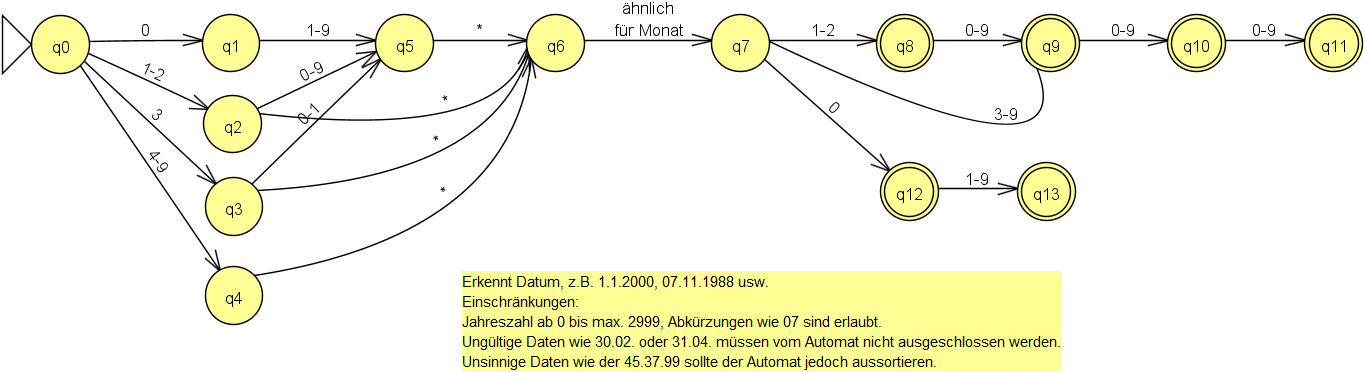 ähnlich
für Monat
q0
0
q1
1-9
q5
*
q6
q7
1-2
q8
0-9
q9
0-9
q10
0-9
q11
1-2
q2
0-9
*
3
q3
0-1
*
4-9
q4
*
3-9
0
q12
1-9
q13
Erkennt Datum, z.B. 1.1.2000, 07.11.1988 usw.
Einschränkungen:
Jahreszahl ab 0 bis max. 2999, Abkürzungen wie 07 sind erlaubt.
Ungültige Daten wie 30.02. oder 31.04. müssen vom Automat nicht ausgeschlossen werden.
Unsinnige Daten wie der 45.37.99 sollte der Automat jedoch aussortieren.